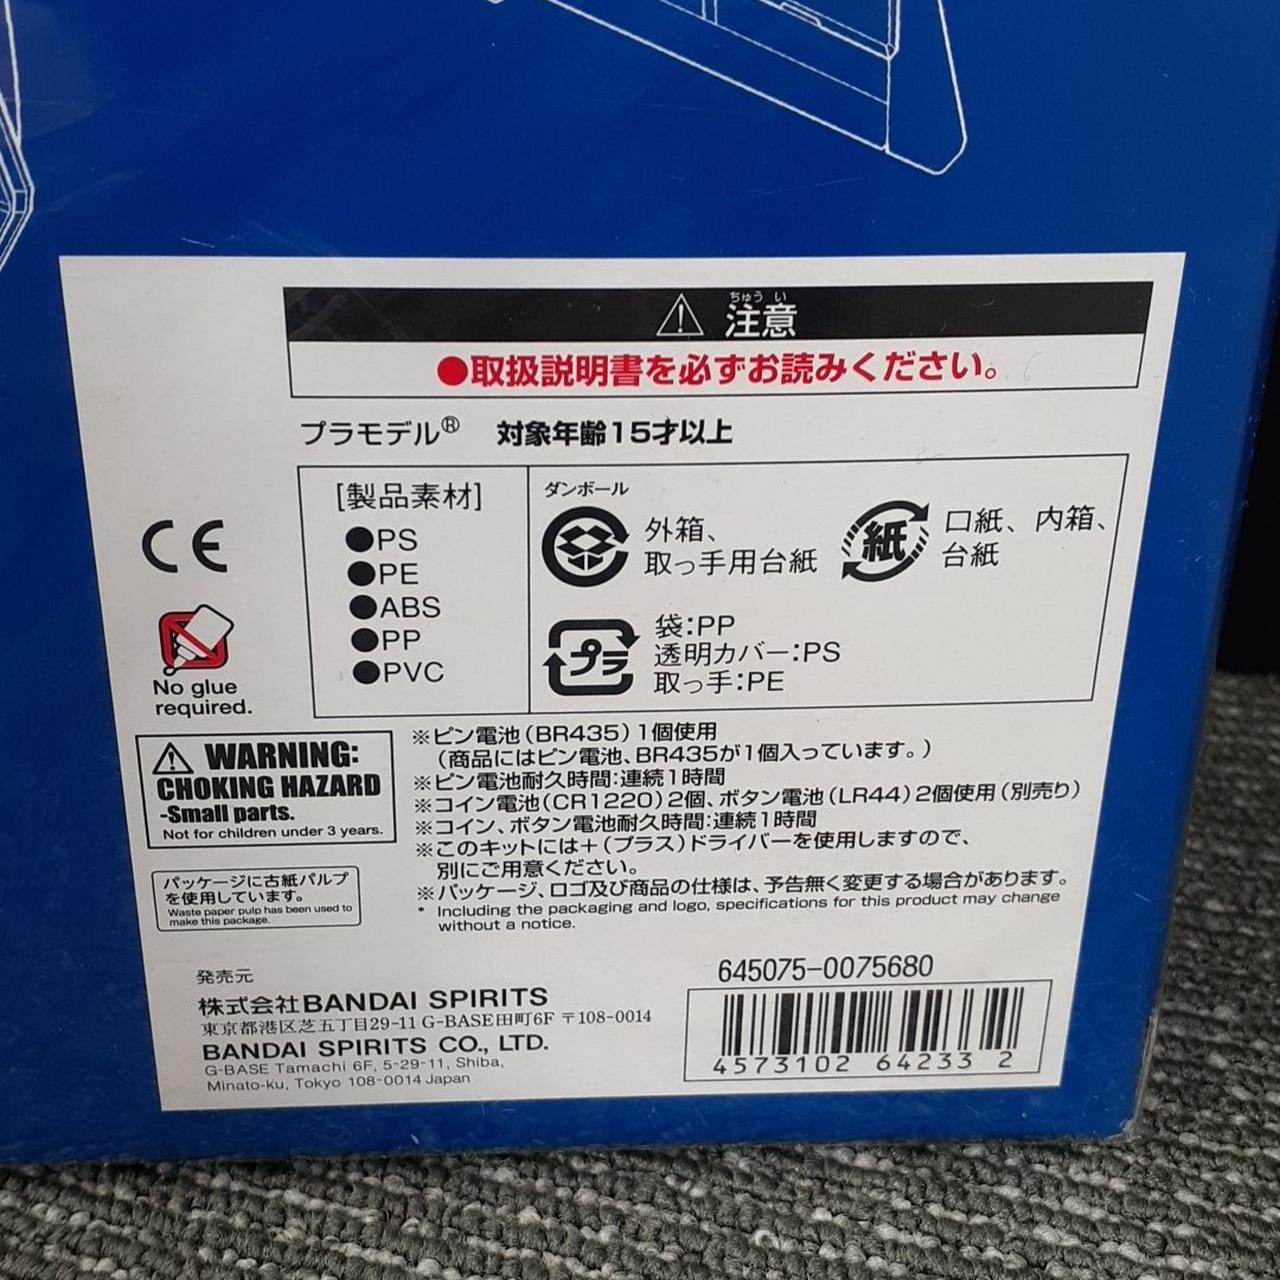 ちゅうい
注意
●取扱説明書を必ずお読みください。
プラモデル® 対象年齢15才以上
[製品素材]
●PS
●PE
●ABS
●PP
●PVC
ダンボール
外箱、
取っ手用台紙
紙
口紙、内箱、
台紙
プラ
袋:PP
透明カバー:PS
取っ手:PE
CE
No glue
required.
WARNING:
CHOKING HAZARD
-Small parts.
Not for children under 3 years.
パッケージに古紙パルプ
を使用しています。
Waste paper pulp has been used to
make this package.
※ピン電池(BR435)1個使用
(商品にはピン電池、BR435が1個入っています。)
※ピン電池耐久時間:連続1時間
※コイン電池(CR1220)2個、ボタン電池(LR44)2個使用(別売り)
※コイン、ボタン電池耐久時間:連続1時間
※このキットには+(プラス)ドライバーを使用しますので、
別にご用意ください。
※パッケージ、ロゴ及び商品の仕様は、予告無く変更する場合があります。
* Including the packaging and logo, specifications for this product may change
without a notice.
発売元
株式会社BANDAI SPIRITS
東京都港区芝五丁目29-11 G-BASE田町6F 〒108-0014
BANDAI SPIRITS CO., LTD.
G-BASE Tamachi 6F, 5-29-11, Shiba,
Minato-ku, Tokyo 108-0014 Japan
645075-0075680
4573102 64233 2